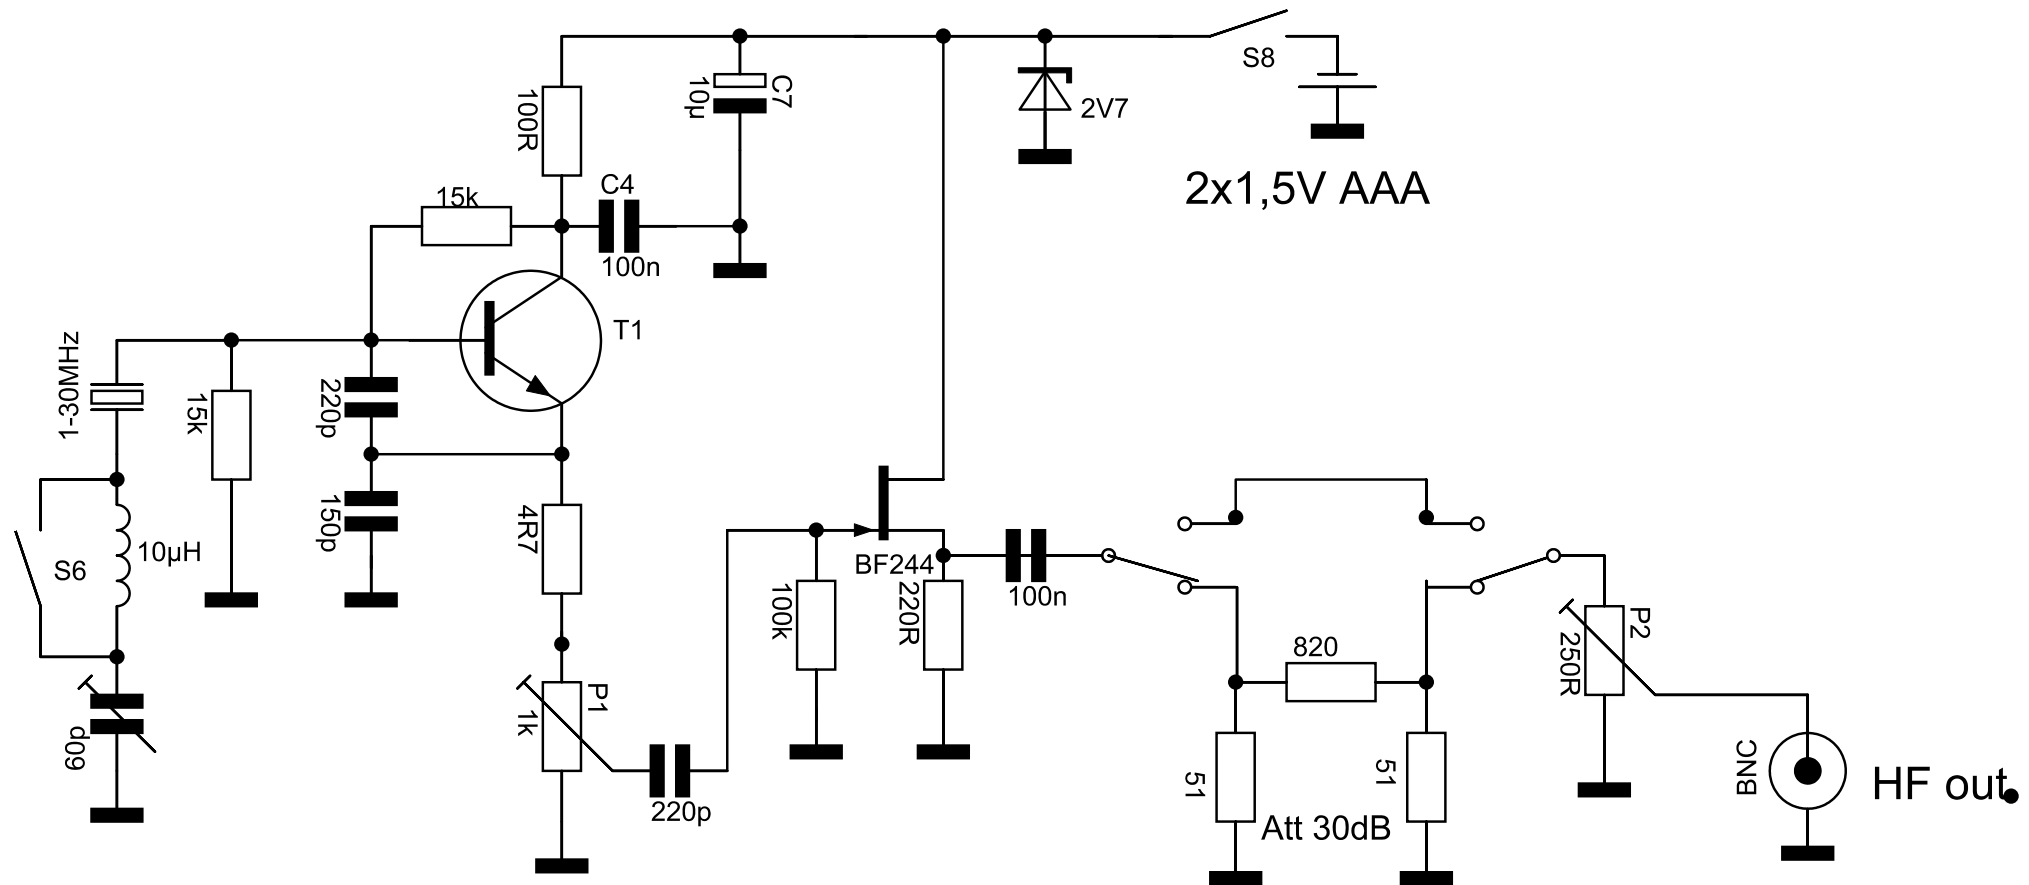 S8
C7
10µ
2V7
100R
2x1,5V AAA
C4
15k
100n
T1
1-30MHz
220p
15k
150p
4R7
10µH
S6
BF244
100n
100k
220R
P2
250R
820
P1
1k
60p
220p
51
51
BNC
HF out.
Att 30dB